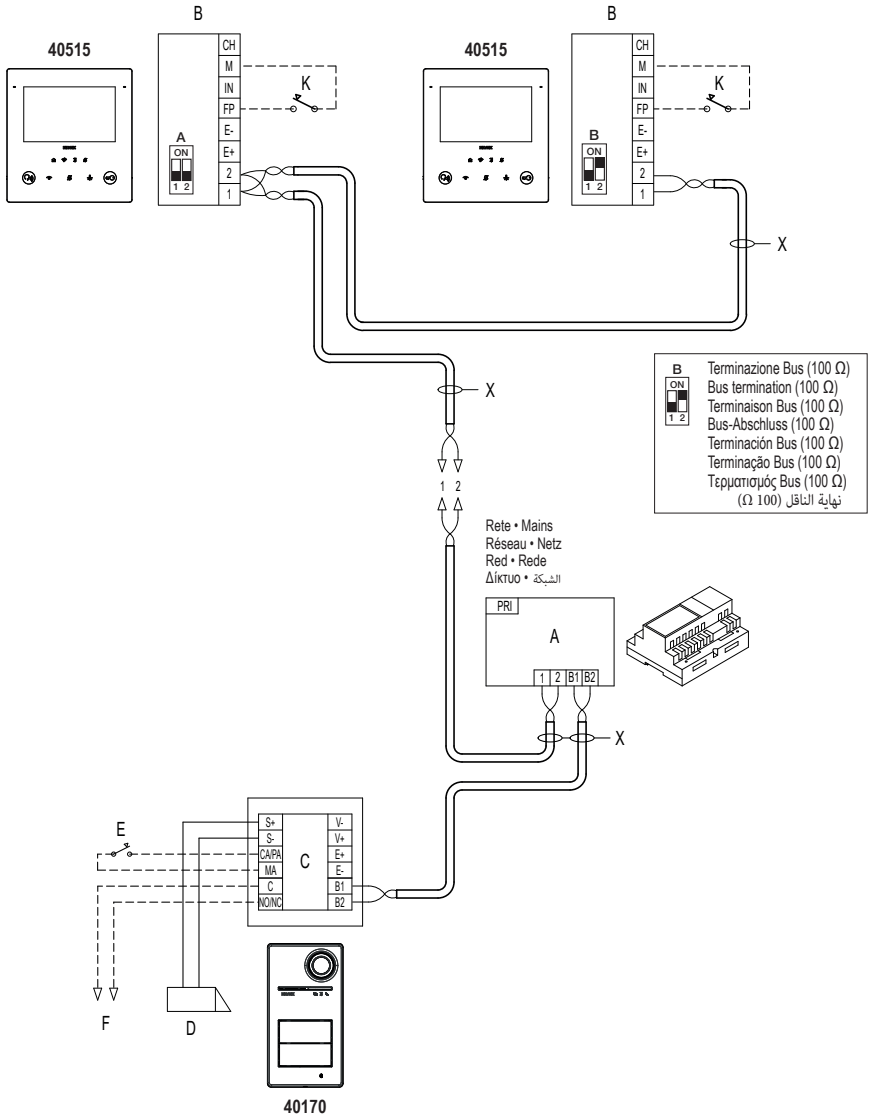 B
B
40515
40515
CH
M
IN
FP
E-
E+
2
1
K
A
ON
1 2
CH
M
IN
FP
E-
E+
2
1
K
B
ON
1 2
X
X
B
ON
1 2
Terminazione Bus (100 Ω)
Bus termination (100 Ω)
Terminaison Bus (100 Ω)
Bus-Abschluss (100 Ω)
Terminación Bus (100 Ω)
Terminação Bus (100 Ω)
Τερματισμός Bus (100 Ω)
نهاية الناقل (100 Ω)
1 2
Rete • Mains
Réseau • Netz
Red • Rede
Δίκτυο • الشبكة
PRI
A
1 2 B1 B2
X
E
S+
S-
CA/PA
MA
C
NO/NC
C
V-
V+
E+
E-
B1
B2
F
D
40170